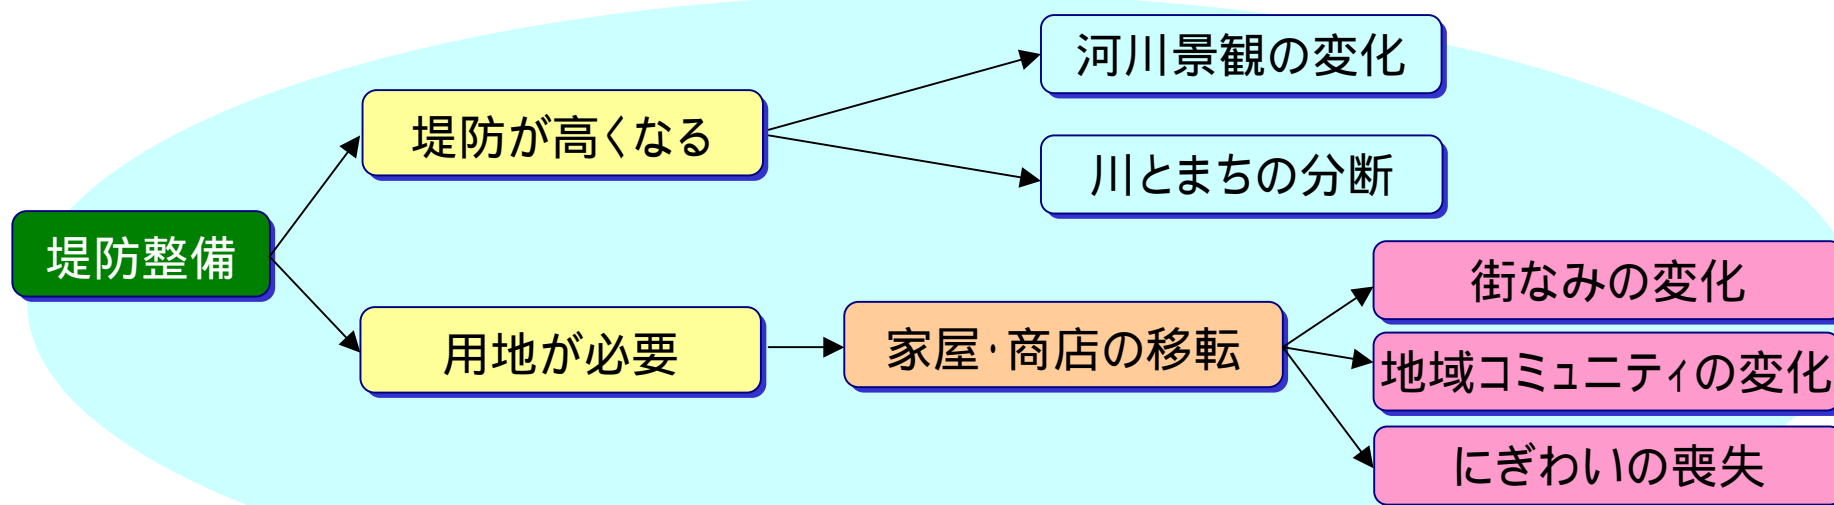 河川景観の変化
堤防が高くなる
川とまちの分断
堤防整備
街なみの変化
用地が必要
家屋・商店の移転
地域コミュニティの変化
にぎわいの喪失